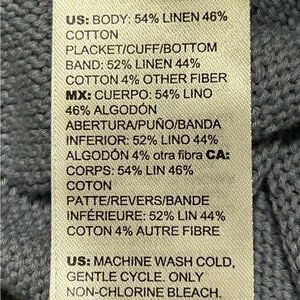 US: BODY: 54% LINEN 46%
COTTON
PLACKET/CUFF/BOTTOM
BAND: 52% LINEN 44%
COTTON 4% OTHER FIBER
MX: CUERPO: 54% LINO
46% ALGODÓN
ABERTURA/PUÑO/BANDA
INFERIOR: 52% LINO 44%
ALGODÓN 4% otra fibra CA:
CORPS: 54% LIN 46%
COTON
PATTE/REVERS/BANDE
INFÉRIEURE: 52% LIN 44%
COTON 4% AUTRE FIBRE
US: MACHINE WASH COLD,
GENTLE CYCLE. ONLY
NON-CHLORINE BLEACH,